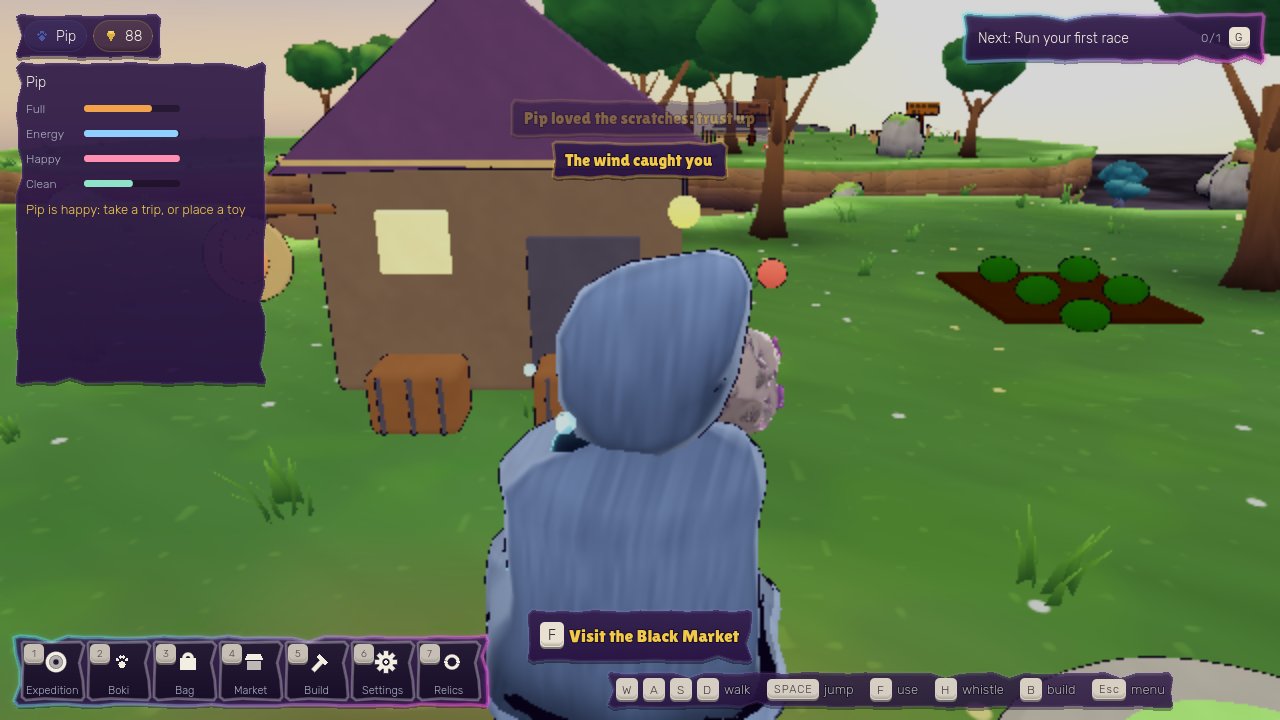 Pip 88
Next: Run your first race 0/1 G
Pip
Full
Energy
Happy
Clean
Pip is happy: take a trip, or place a toy
Pip loved the scratches: trust up
The wind caught you
F Visit the Black Market
1 Expedition
2 Boki
3 Bag
4 Market
5 Build
6 Settings
7 Relics
W A S D walk SPACE jump F use H whistle B build Esc menu